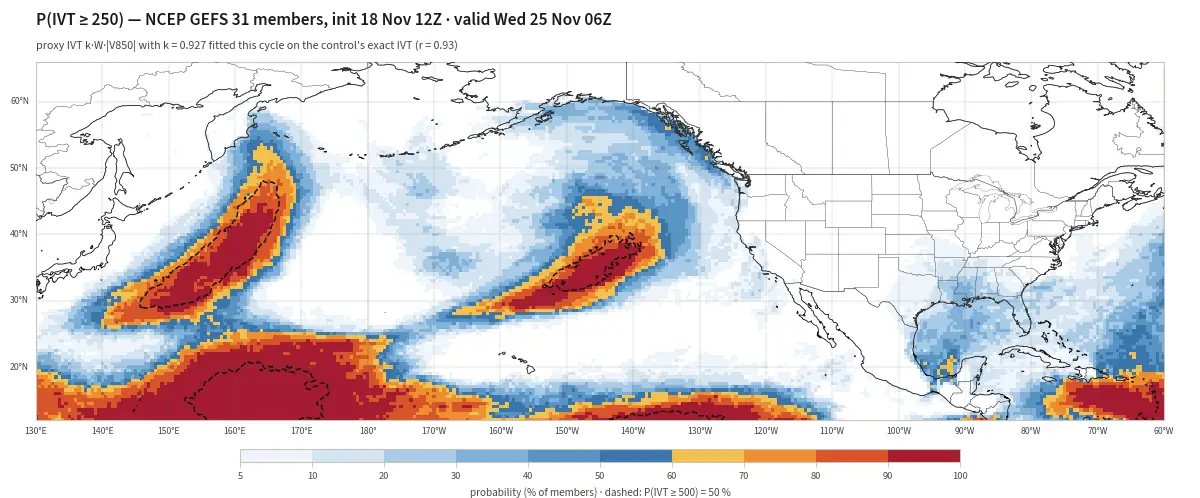 P(IVT ≥ 250) — NCEP GEFS 31 members, init 18 Nov 12Z · valid Wed 25 Nov 06Z
proxy IVT k·W·|V850| with k = 0.927 fitted this cycle on the control's exact IVT (r = 0.93)
60°N
50°N
40°N
30°N
20°N
130°E 140°E 150°E 160°E 170°E 180° 170°W 160°W 150°W 140°W 130°W 120°W 110°W 100°W 90°W 80°W 70°W 60°W
5 10 20 30 40 50 60 70 80 90 100
probability (% of members) · dashed: P(IVT ≥ 500) = 50 %